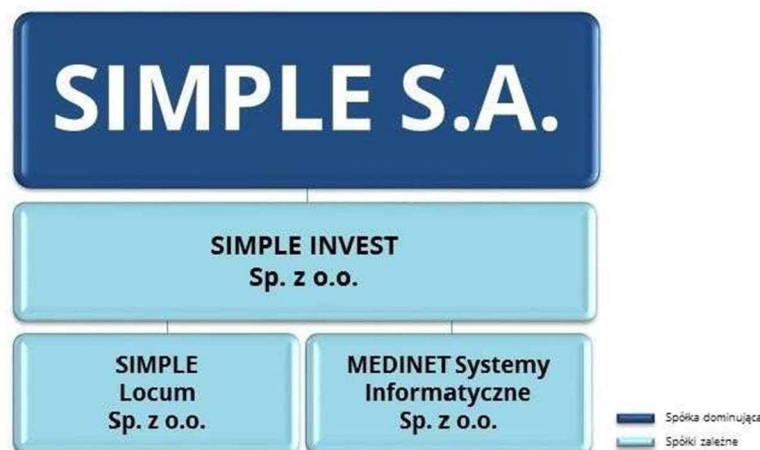 SIMPLE S.A.
SIMPLE INVEST
Sp. z o.o.
SIMPLE
Locum
Sp. z o.o.
MEDINET Systemy
Informatyczne
Sp. z o.o.
Spółka dominująca
Spółki zależne